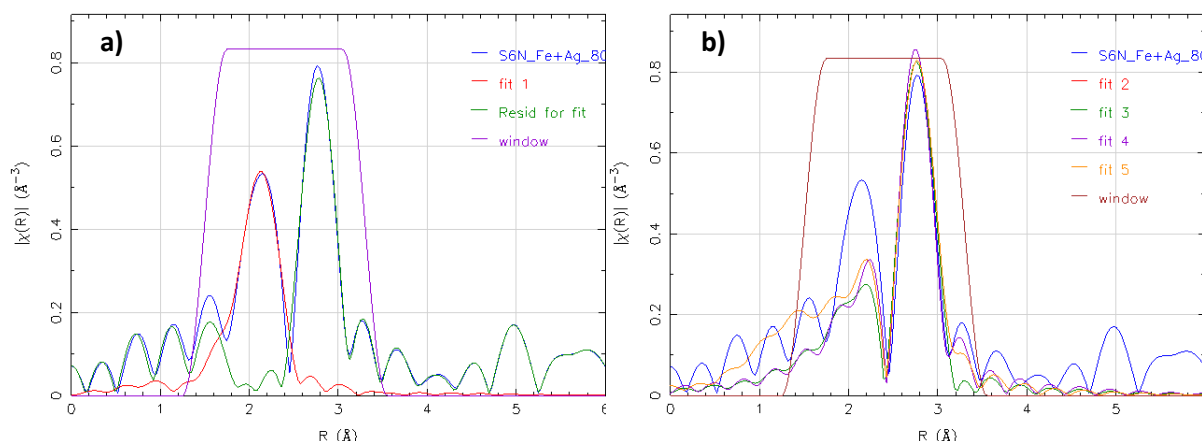 a)
S6N_Fe+Ag_80
fit 1
Resid for fit
window
|χ(R)| (Å⁻³)
0.8
0.6
0.4
0.2
0
0 1 2 3 4 5 6
R (Å)
b)
S6N_Fe+Ag_80
fit 2
fit 3
fit 4
fit 5
window
|χ(R)| (Å⁻³)
0.8
0.6
0.4
0.2
0
0 1 2 3 4 5
R (Å)